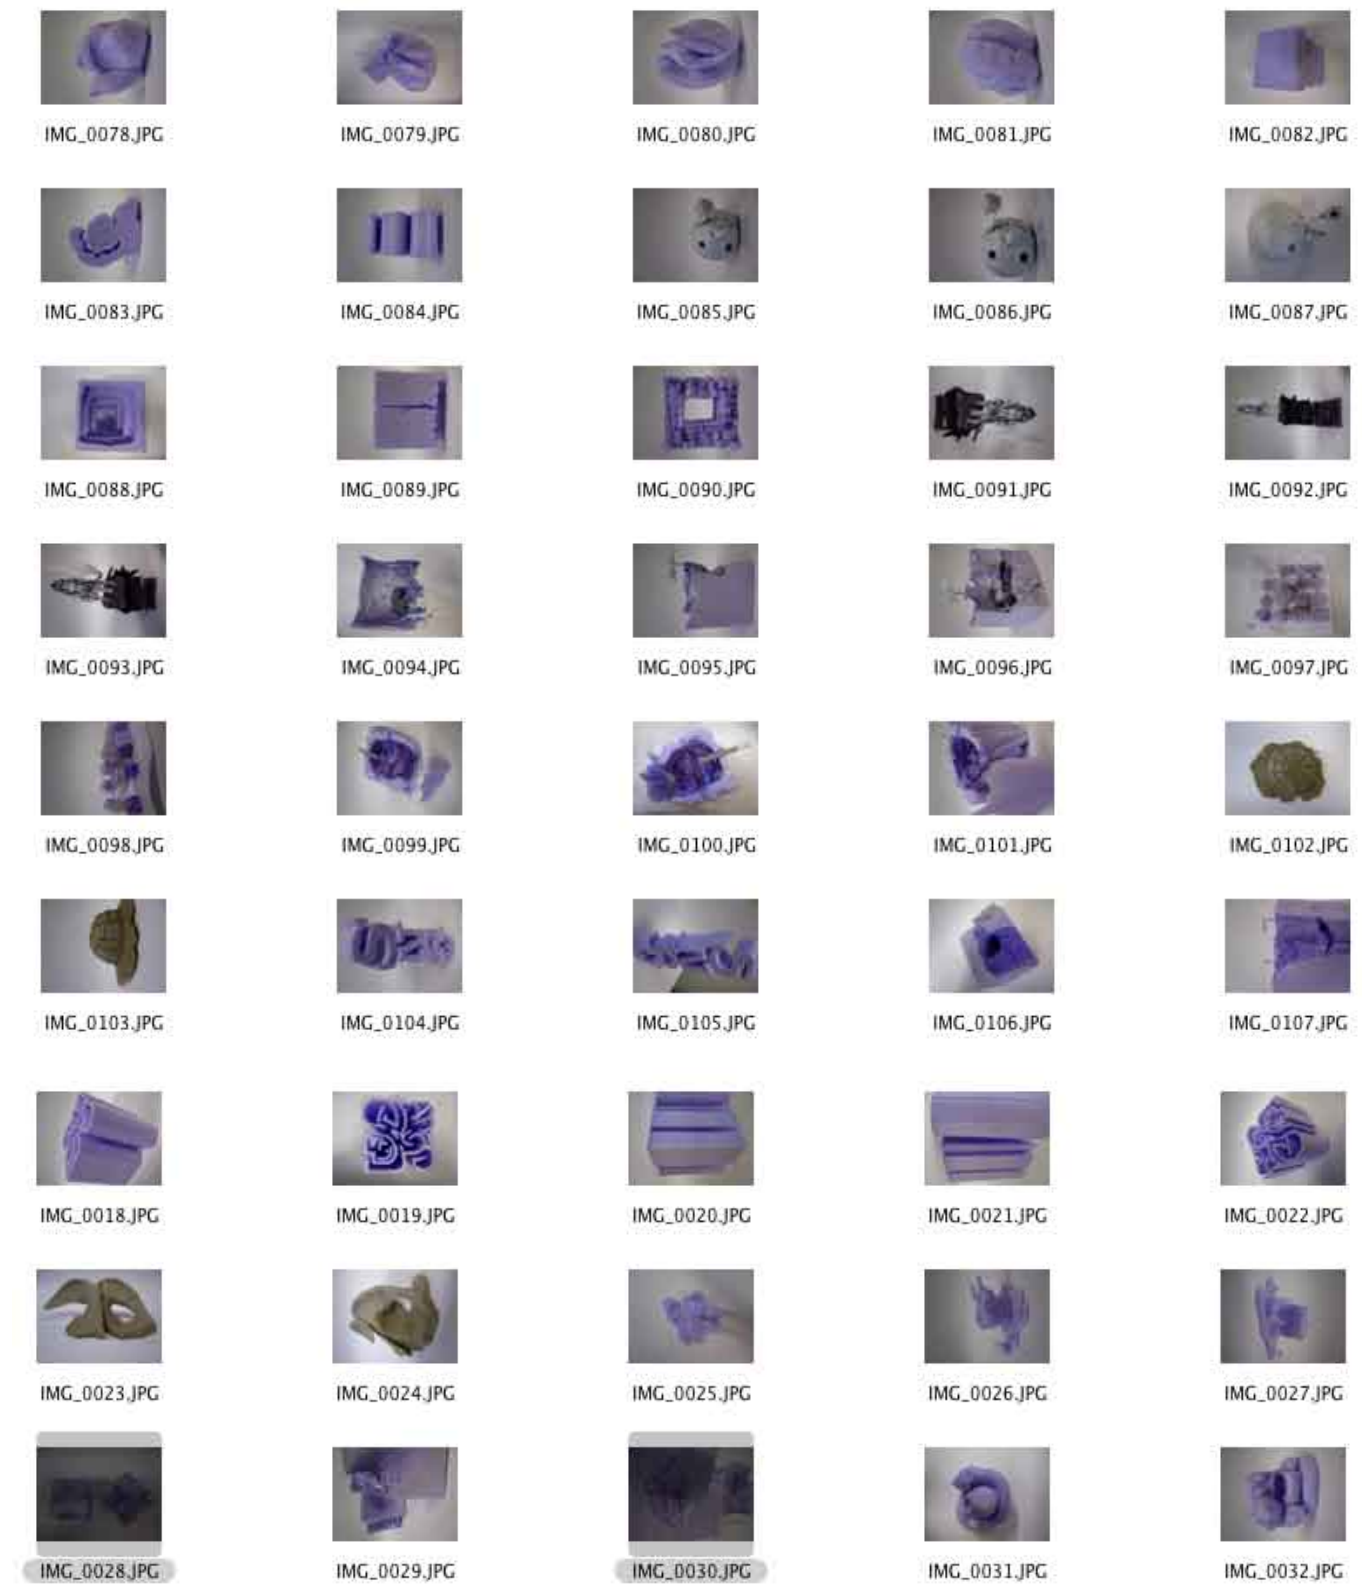 IMG_0078.JPG IMG_0079.JPG IMG_0080.JPG IMG_0081.JPG IMG_0082.JPG
IMG_0083.JPG IMG_0084.JPG IMG_0085.JPG IMG_0086.JPG IMG_0087.JPG
IMG_0088.JPG IMG_0089.JPG IMG_0090.JPG IMG_0091.JPG IMG_0092.JPG
IMG_0093.JPG IMG_0094.JPG IMG_0095.JPG IMG_0096.JPG IMG_0097.JPG
IMG_0098.JPG IMG_0099.JPG IMG_0100.JPG IMG_0101.JPG IMG_0102.JPG
IMG_0103.JPG IMG_0104.JPG IMG_0105.JPG IMG_0106.JPG IMG_0107.JPG
IMG_0018.JPG IMG_0019.JPG IMG_0020.JPG IMG_0021.JPG IMG_0022.JPG
IMG_0023.JPG IMG_0024.JPG IMG_0025.JPG IMG_0026.JPG IMG_0027.JPG
IMG_0028.JPG IMG_0029.JPG IMG_0030.JPG IMG_0031.JPG IMG_0032.JPG